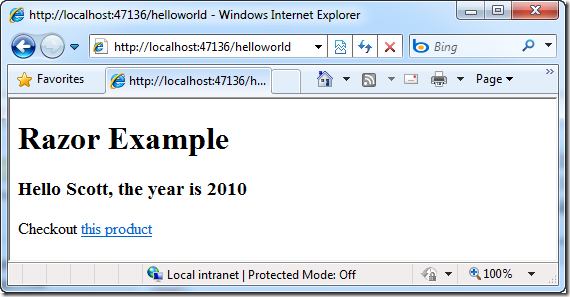 http://localhost:47136/helloworld - Windows Internet Explorer
http://localhost:47136/helloworld
Bing
Favorites
http://localhost:47136/h...
Page
Razor Example
Hello Scott, the year is 2010
Checkout this product
Local intranet | Protected Mode: Off
100%